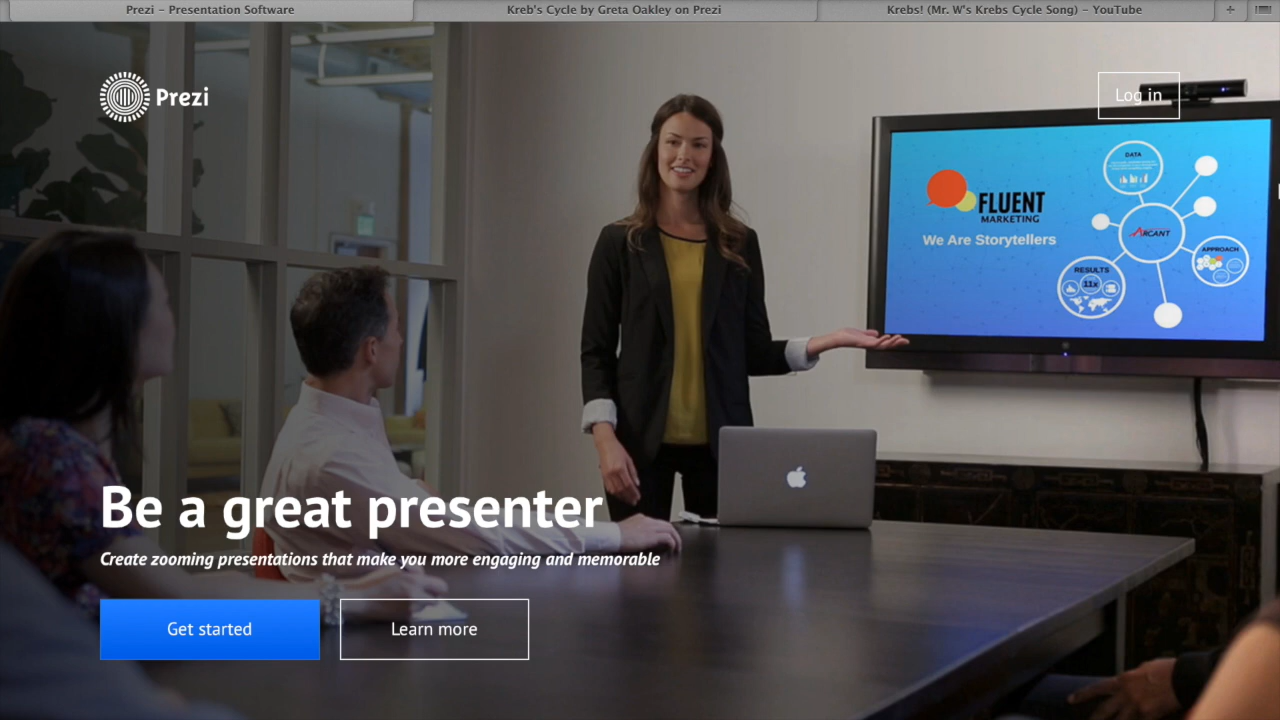 Prezi – Presentation Software
Kreb's Cycle by Greta Oakley on Prezi
Krebs! (Mr. W's Krebs Cycle Song) – YouTube
Prezi
Log in
DATA
FLUENT
MARKETING
We Are Storytellers
ARCANT
APPROACH
RESULTS
11x
Be a great presenter
Create zooming presentations that make you more engaging and memorable
Get started
Learn more